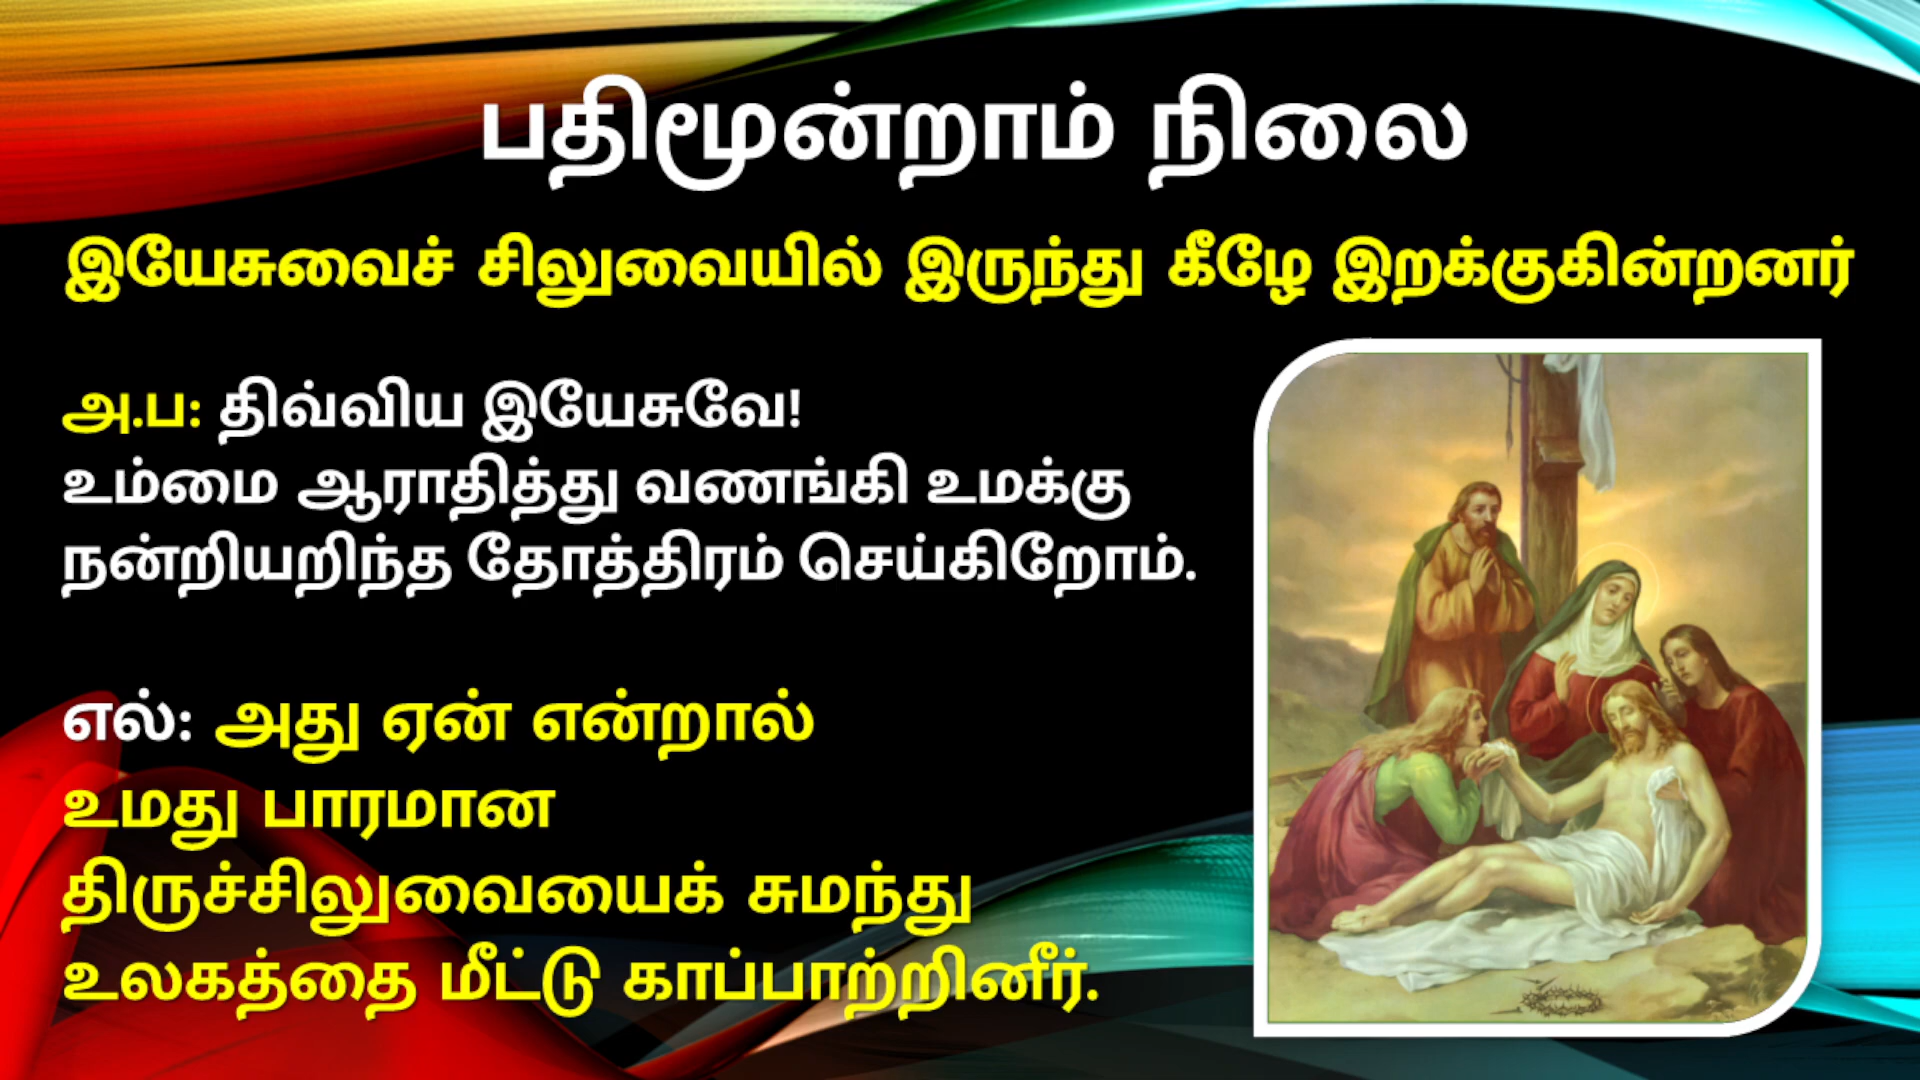 பதிமூன்றாம் நிலை
இயேசுவைச் சிலுவையில் இருந்து கீழே இறக்குகின்றனர்
அ.ப: திவ்விய இயேசுவே!
உம்மை ஆராதித்து வணங்கி உமக்கு
நன்றியறிந்த தோத்திரம் செய்கிறோம்.
எல்: அது ஏன் என்றால்
உமது பாரமான
திருச்சிலுவையைக் சுமந்து
உலகத்தை மீட்டு காப்பாற்றினீர்.